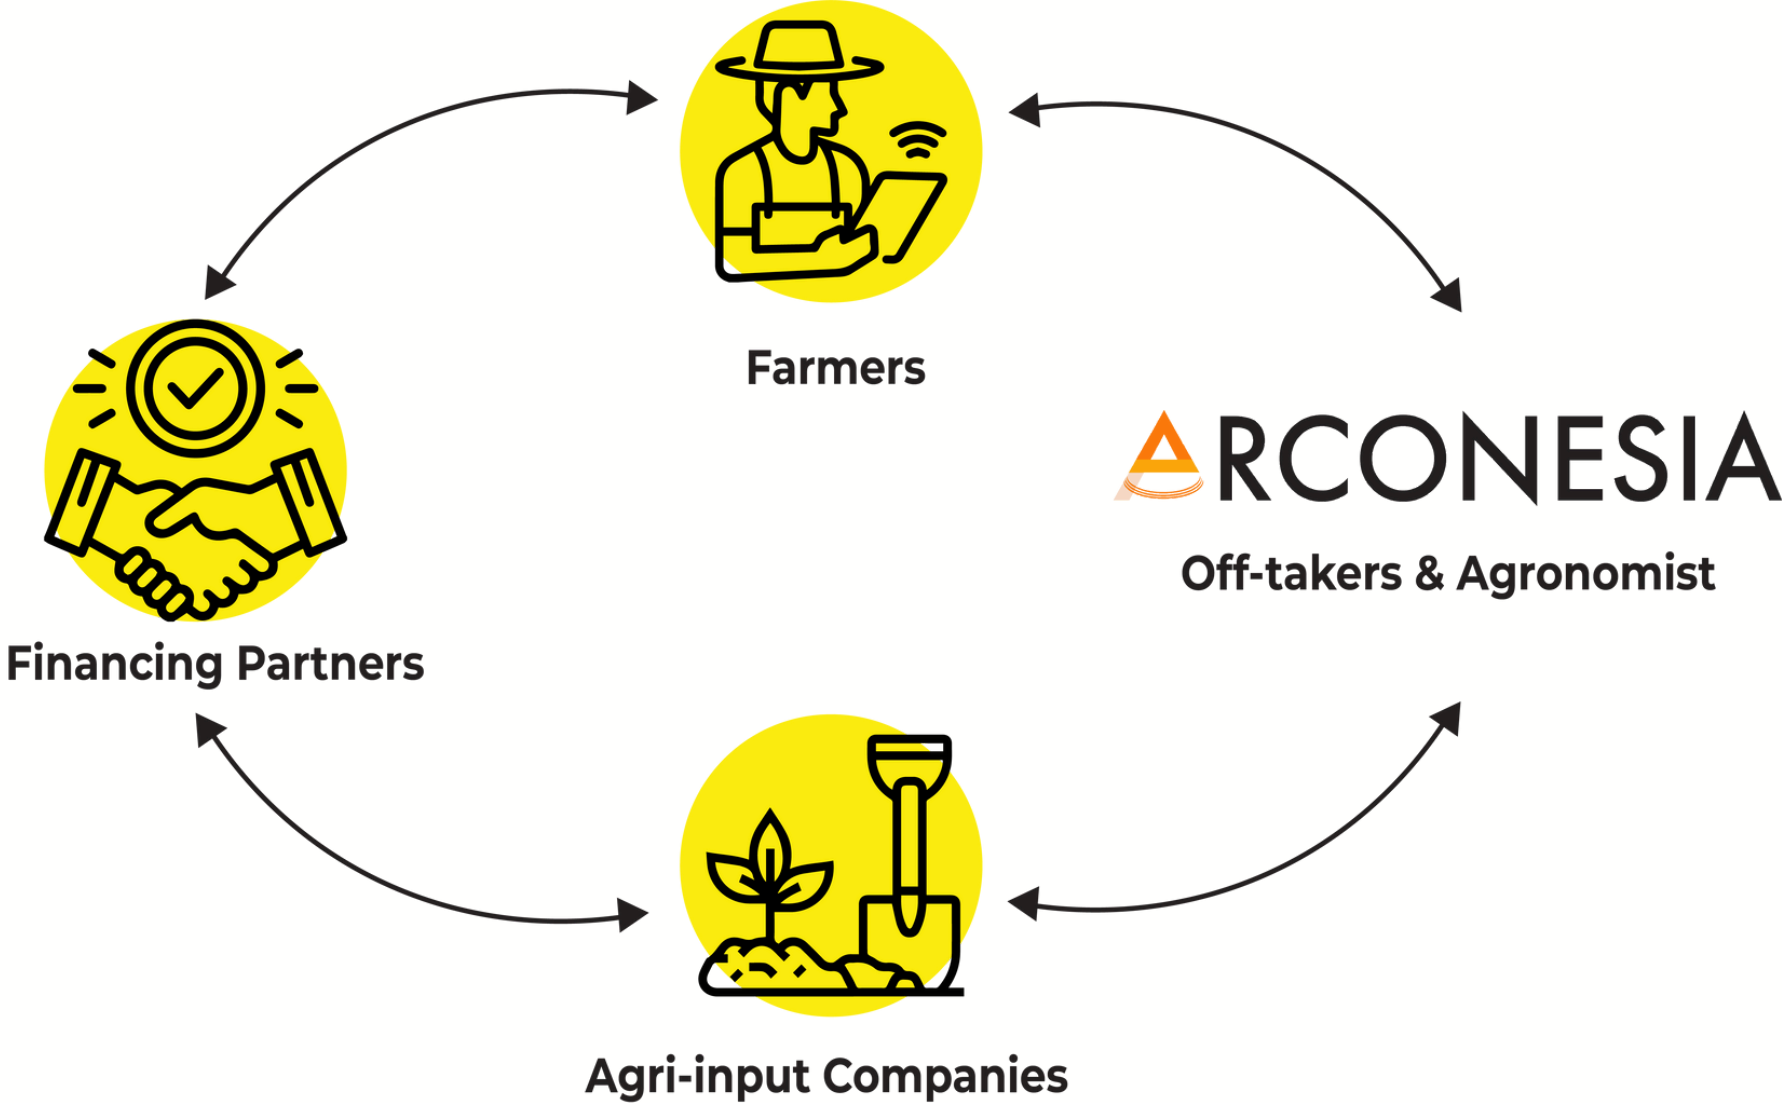 Farmers
ARCONESIA
Off-takers & Agronomist
Financing Partners
Agri-input Companies